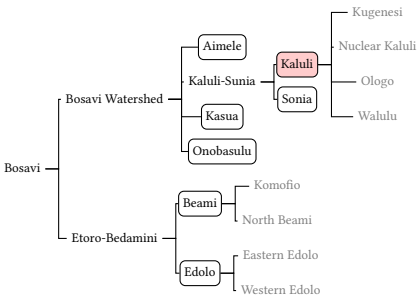 Kugenesi
Aimele
Nuclear Kaluli
Kaluli
Bosavi Watershed
Kaluli-Sunia
Ologo
Sonia
Kasua
Walulu
Onobasulu
Bosavi
Komofio
Beami
North Beami
Etoro-Bedamini
Eastern Edolo
Edolo
Western Edolo